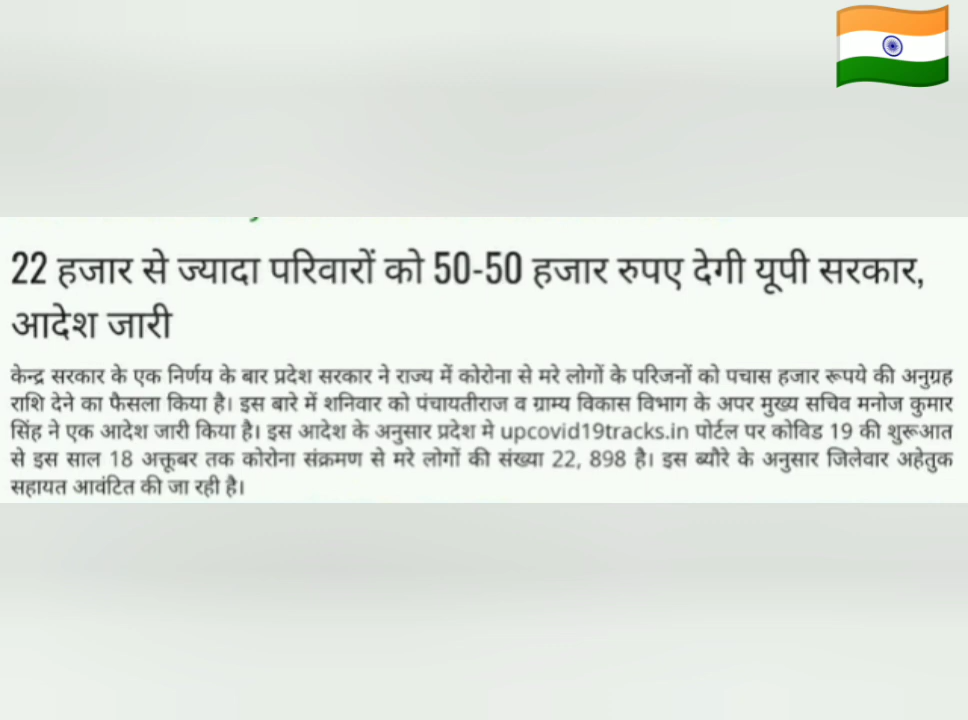 22 हजार से ज्यादा परिवारों को 50-50 हजार रुपए देगी यूपी सरकार,
आदेश जारी
केन्द्र सरकार के एक निर्णय के बार प्रदेश सरकार ने राज्य में कोरोना से मरे लोगों के परिजनों को पचास हजार रूपये की अनुग्रह
राशि देने का फैसला किया है। इस बारे में शनिवार को पंचायतीराज व ग्राम्य विकास विभाग के अपर मुख्य सचिव मनोज कुमार
सिंह ने एक आदेश जारी किया है। इस आदेश के अनुसार प्रदेश मे upcovid19tracks.in पोर्टल पर कोविड 19 की शुरूआत
से इस साल 18 अक्तूबर तक कोरोना संक्रमण से मरे लोगों की संख्या 22, 898 है। इस ब्यौरे के अनुसार जिलेवार अहेतुक
सहायत आवंटित की जा रही है।